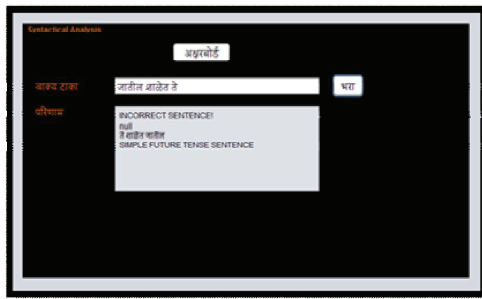 Syntactical Analysis
अक्षरबोर्ड
वाक्य टाका
जातील शाळेत ते
भरा
परिणाम
INCORRECT SENTENCE!
null
ते शाळेत जातील
SIMPLE FUTURE TENSE SENTENCE